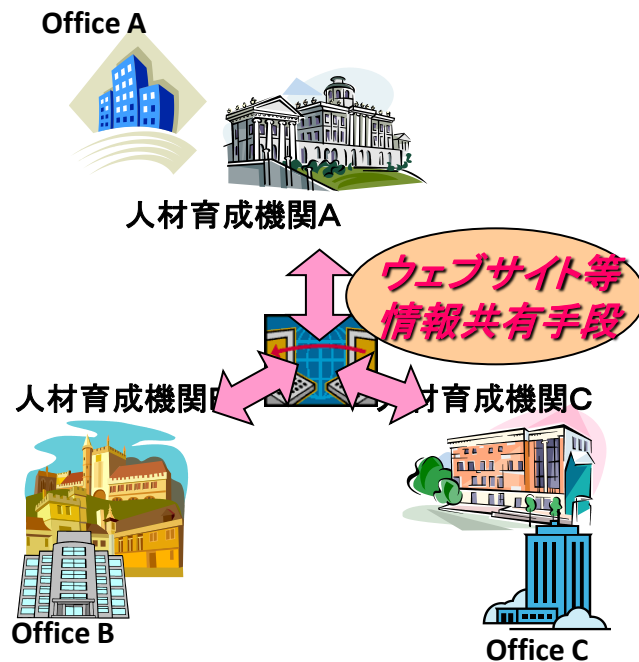 Office A
人材育成機関A
ウェブサイト等
情報共有手段
人材育成機関
材育成機関C
Office B
Office C